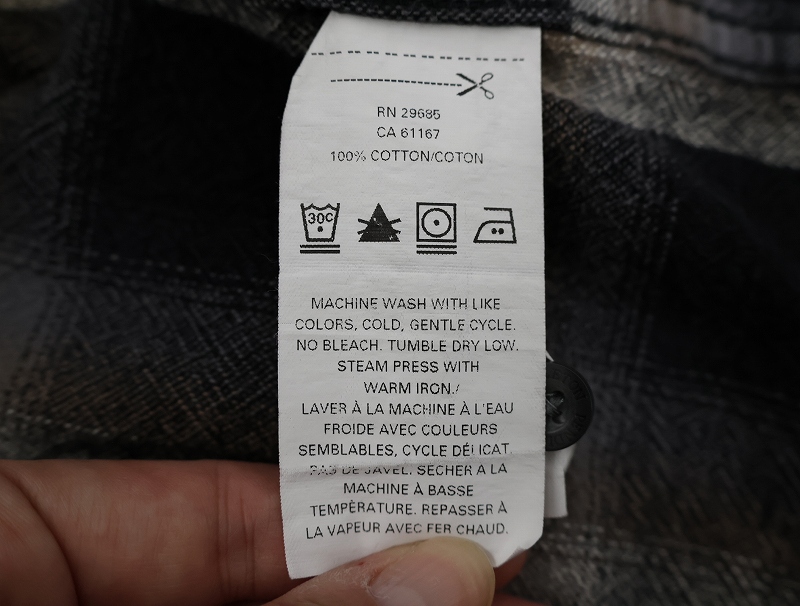 RN 29685
CA 61167
100% COTTON/COTON
30C
MACHINE WASH WITH LIKE
COLORS, COLD, GENTLE CYCLE.
NO BLEACH. TUMBLE DRY LOW.
STEAM PRESS WITH
WARM IRON./
LAVER À LA MACHINE À L'EAU
FROIDE AVEC COULEURS
SEMBLABLES, CYCLE DÉLICAT.
PAS DE JAVEL. SÉCHER À LA
MACHINE À BASSE
TEMPÈRATURE. REPASSER À
LA VAPEUR AVEC FER CHAUD.